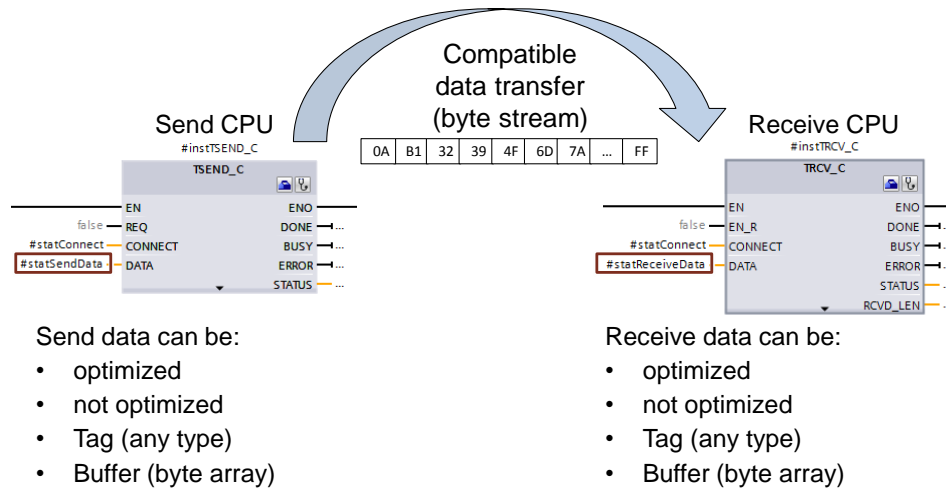 Compatible
data transfer
(byte stream)
Send CPU
Receive CPU
#instTSEND_C
#instTRCV_C
0A B1 32 39 4F 6D 7A ... FF
TSEND_C
EN ENO
false REQ DONE ...
#statConnect CONNECT BUSY ...
#statSendData DATA ERROR ...
STATUS ...
TRCV_C
EN ENO
false EN_R DONE ...
#statConnect CONNECT BUSY ...
#statReceiveData DATA ERROR ...
STATUS ...
RCVD_LEN ...
Send data can be:
• optimized
• not optimized
• Tag (any type)
• Buffer (byte array)
Receive data can be:
• optimized
• not optimized
• Tag (any type)
• Buffer (byte array)